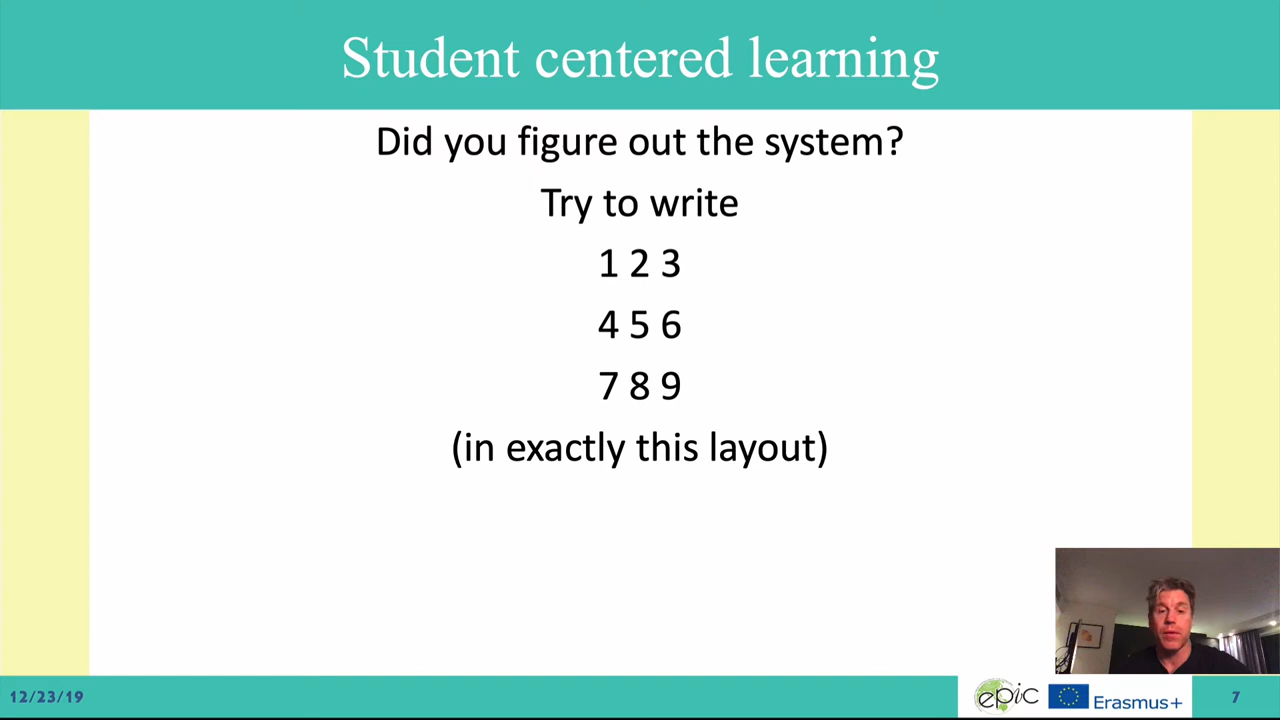 Student centered learning
Did you figure out the system?
Try to write
1 2 3
4 5 6
7 8 9
(in exactly this layout)
12/23/19
epic
Erasmus+
7